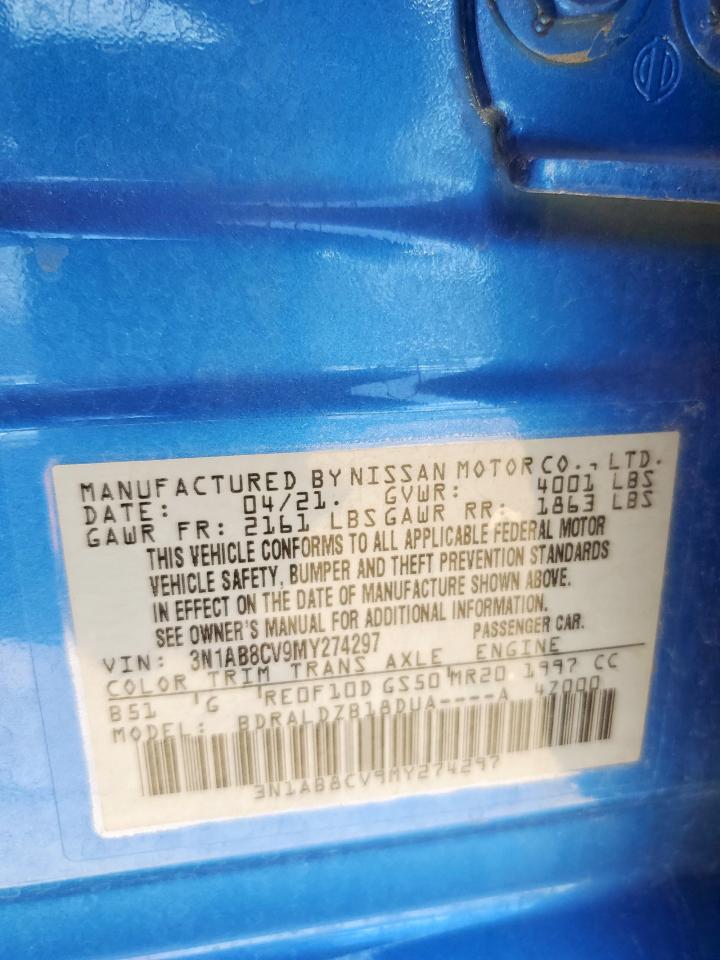 MANUFACTURED BY NISSAN MOTOR CO., LTD.
DATE: 04/21. GVWR: 4001 LBS
GAWR FR: 2161 LBS GAWR RR: 1863 LBS
THIS VEHICLE CONFORMS TO ALL APPLICABLE FEDERAL MOTOR
VEHICLE SAFETY, BUMPER AND THEFT PREVENTION STANDARDS
IN EFFECT ON THE DATE OF MANUFACTURE SHOWN ABOVE.
SEE OWNER'S MANUAL FOR ADDITIONAL INFORMATION.
VIN: 3N1AB8CV9MY274297 PASSENGER CAR.
COLOR TRIM TRANS AXLE ENGINE
B51 G RE0F10D GS50 MR20 1997 CC
MODEL: BDRALDZB18DUA----A 47000
3N1AB8CV9MY274297